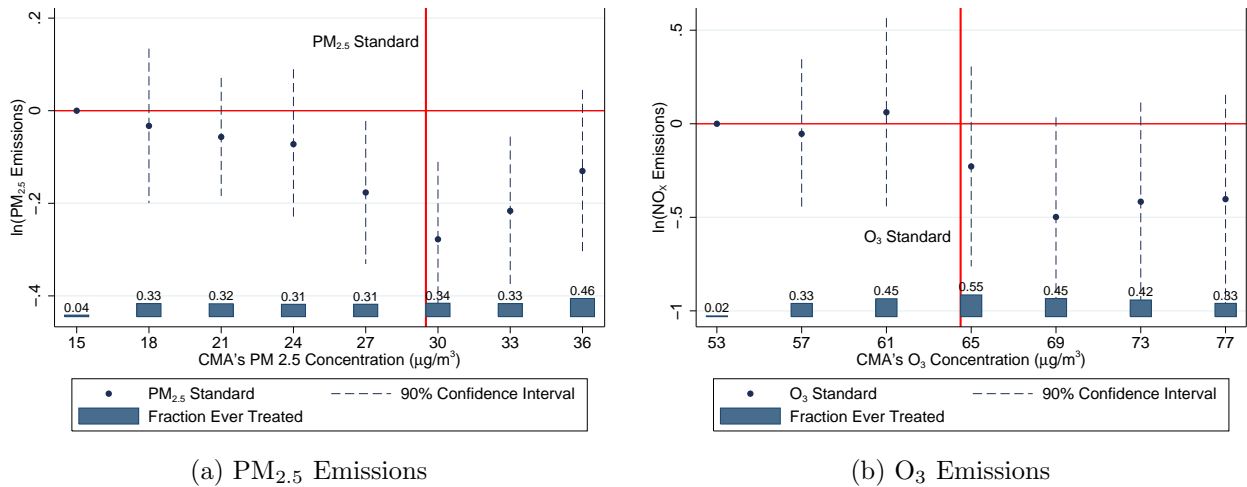 .2
0
-.2
-.4
ln(PM2.5 Emissions)
PM2.5 Standard
0.04 0.33 0.32 0.31 0.31 0.34 0.33 0.46
15 18 21 24 27 30 33 36
CMA's PM 2.5 Concentration (μg/m³)
PM2.5 Standard
90% Confidence Interval
Fraction Ever Treated
(a) PM2.5 Emissions
.5
0
-.5
-1
ln(NOX Emissions)
O3 Standard
0.02 0.33 0.45 0.55 0.45 0.42 0.33
53 57 61 65 69 73 77
CMA's O3 Concentration (μg/m³)
O3 Standard
90% Confidence Interval
Fraction Ever Treated
(b) O3 Emissions